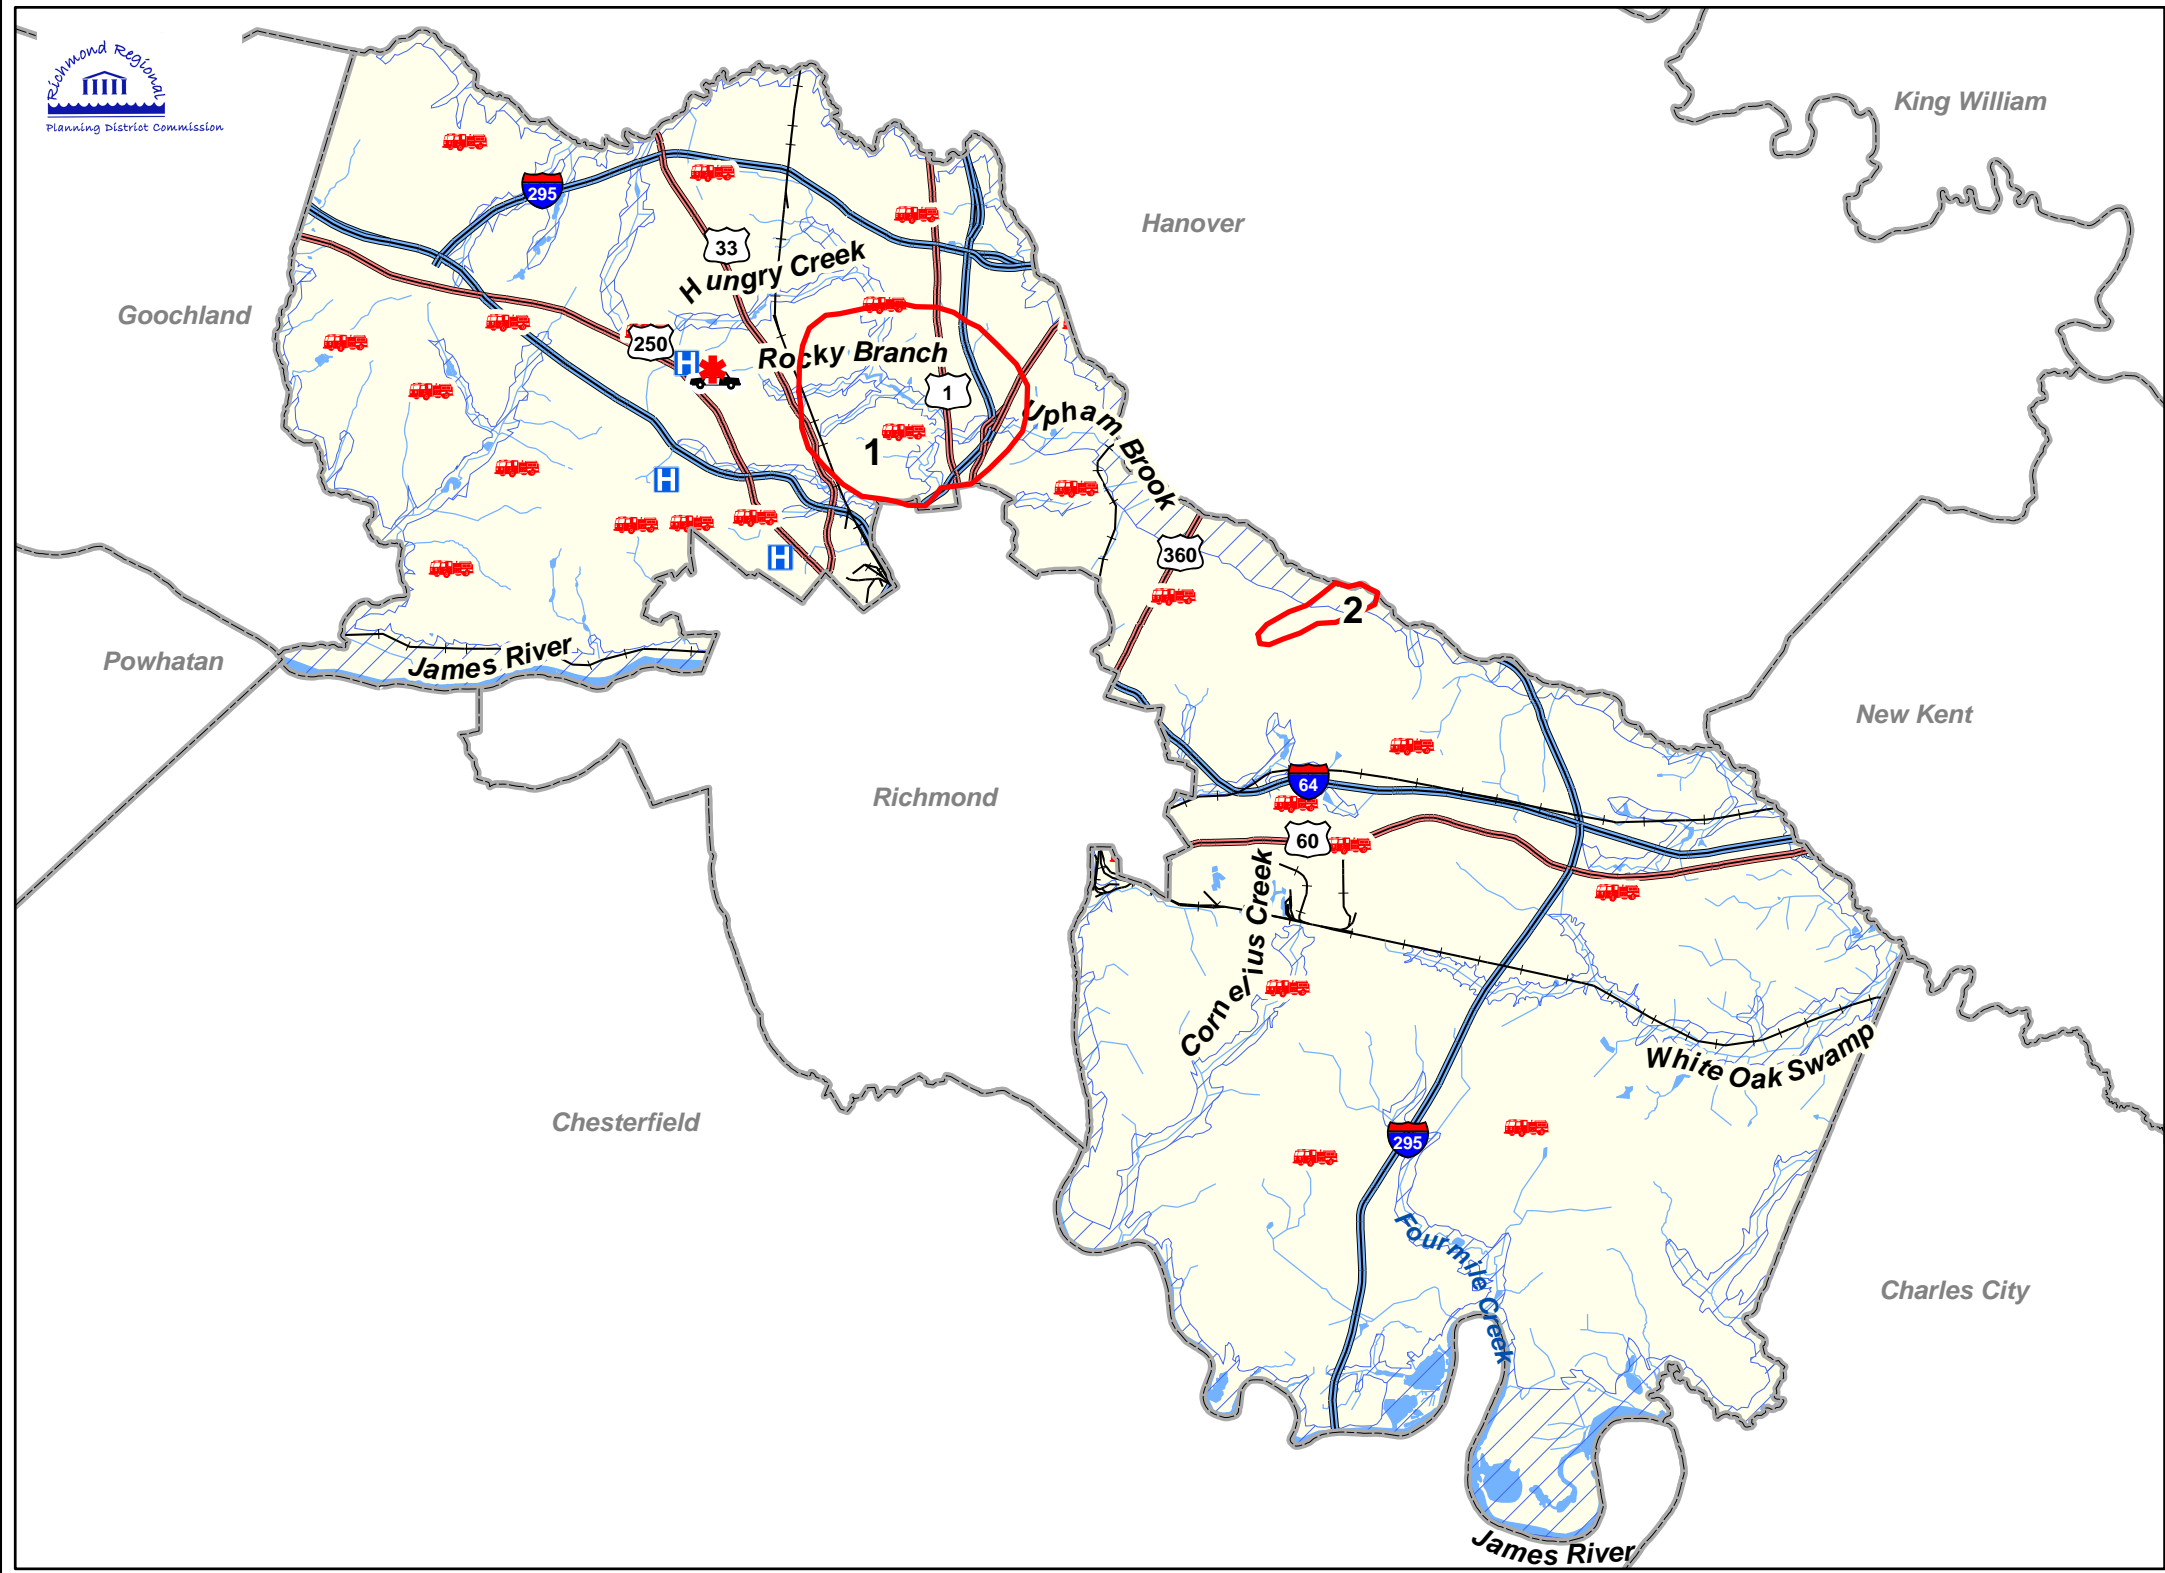 Richmond Regional
Planning District Commission
King William
Hanover
Goochland
295
33
Hungry Creek
250
H
Rocky Branch
1
Upham Brook
1
H
H
360
2
James River
Powhatan
New Kent
Richmond
64
60
Cornelius Creek
White Oak Swamp
Chesterfield
295
Fourmile Creek
Charles City
James River